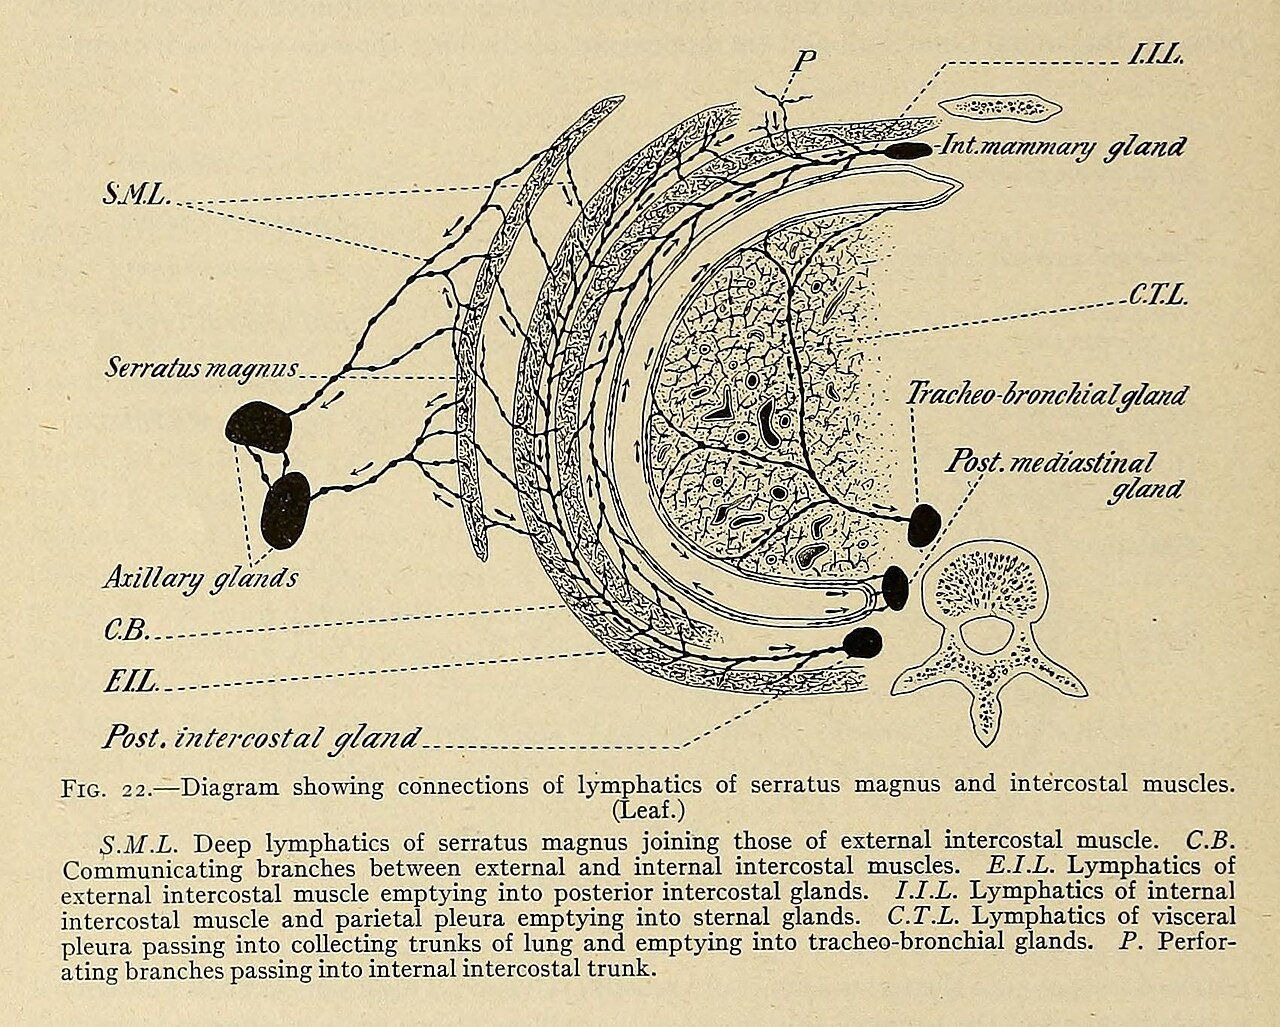 P
I.I.L.
Int. mammary gland
S.M.L.
C.T.L.
Serratus magnus
Tracheo-bronchial gland
Post. mediastinal
gland
Axillary glands
C.B.
E.I.L.
Post. intercostal gland
FIG. 22.—Diagram showing connections of lymphatics of serratus magnus and intercostal muscles.
(Leaf.)
S.M.L. Deep lymphatics of serratus magnus joining those of external intercostal muscle. C.B.
Communicating branches between external and internal intercostal muscles. E.I.L. Lymphatics of
external intercostal muscle emptying into posterior intercostal glands. I.I.L. Lymphatics of internal
intercostal muscle and parietal pleura emptying into sternal glands. C.T.L. Lymphatics of visceral
pleura passing into collecting trunks of lung and emptying into tracheo-bronchial glands. P. Perfor-
ating branches passing into internal intercostal trunk.